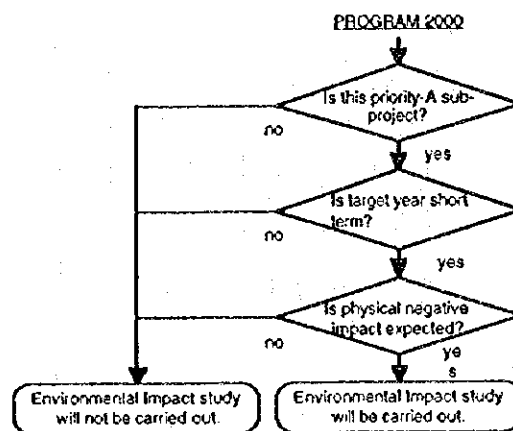 PROGRAM 2000
Is this priority-A sub-
project?
no
yes
Is target year short
term?
no
yes
Is physical negative
impact expected?
no
ye
s
Environmental Impact study
will not be carried out.
Environmental Impact study
will be carried out.